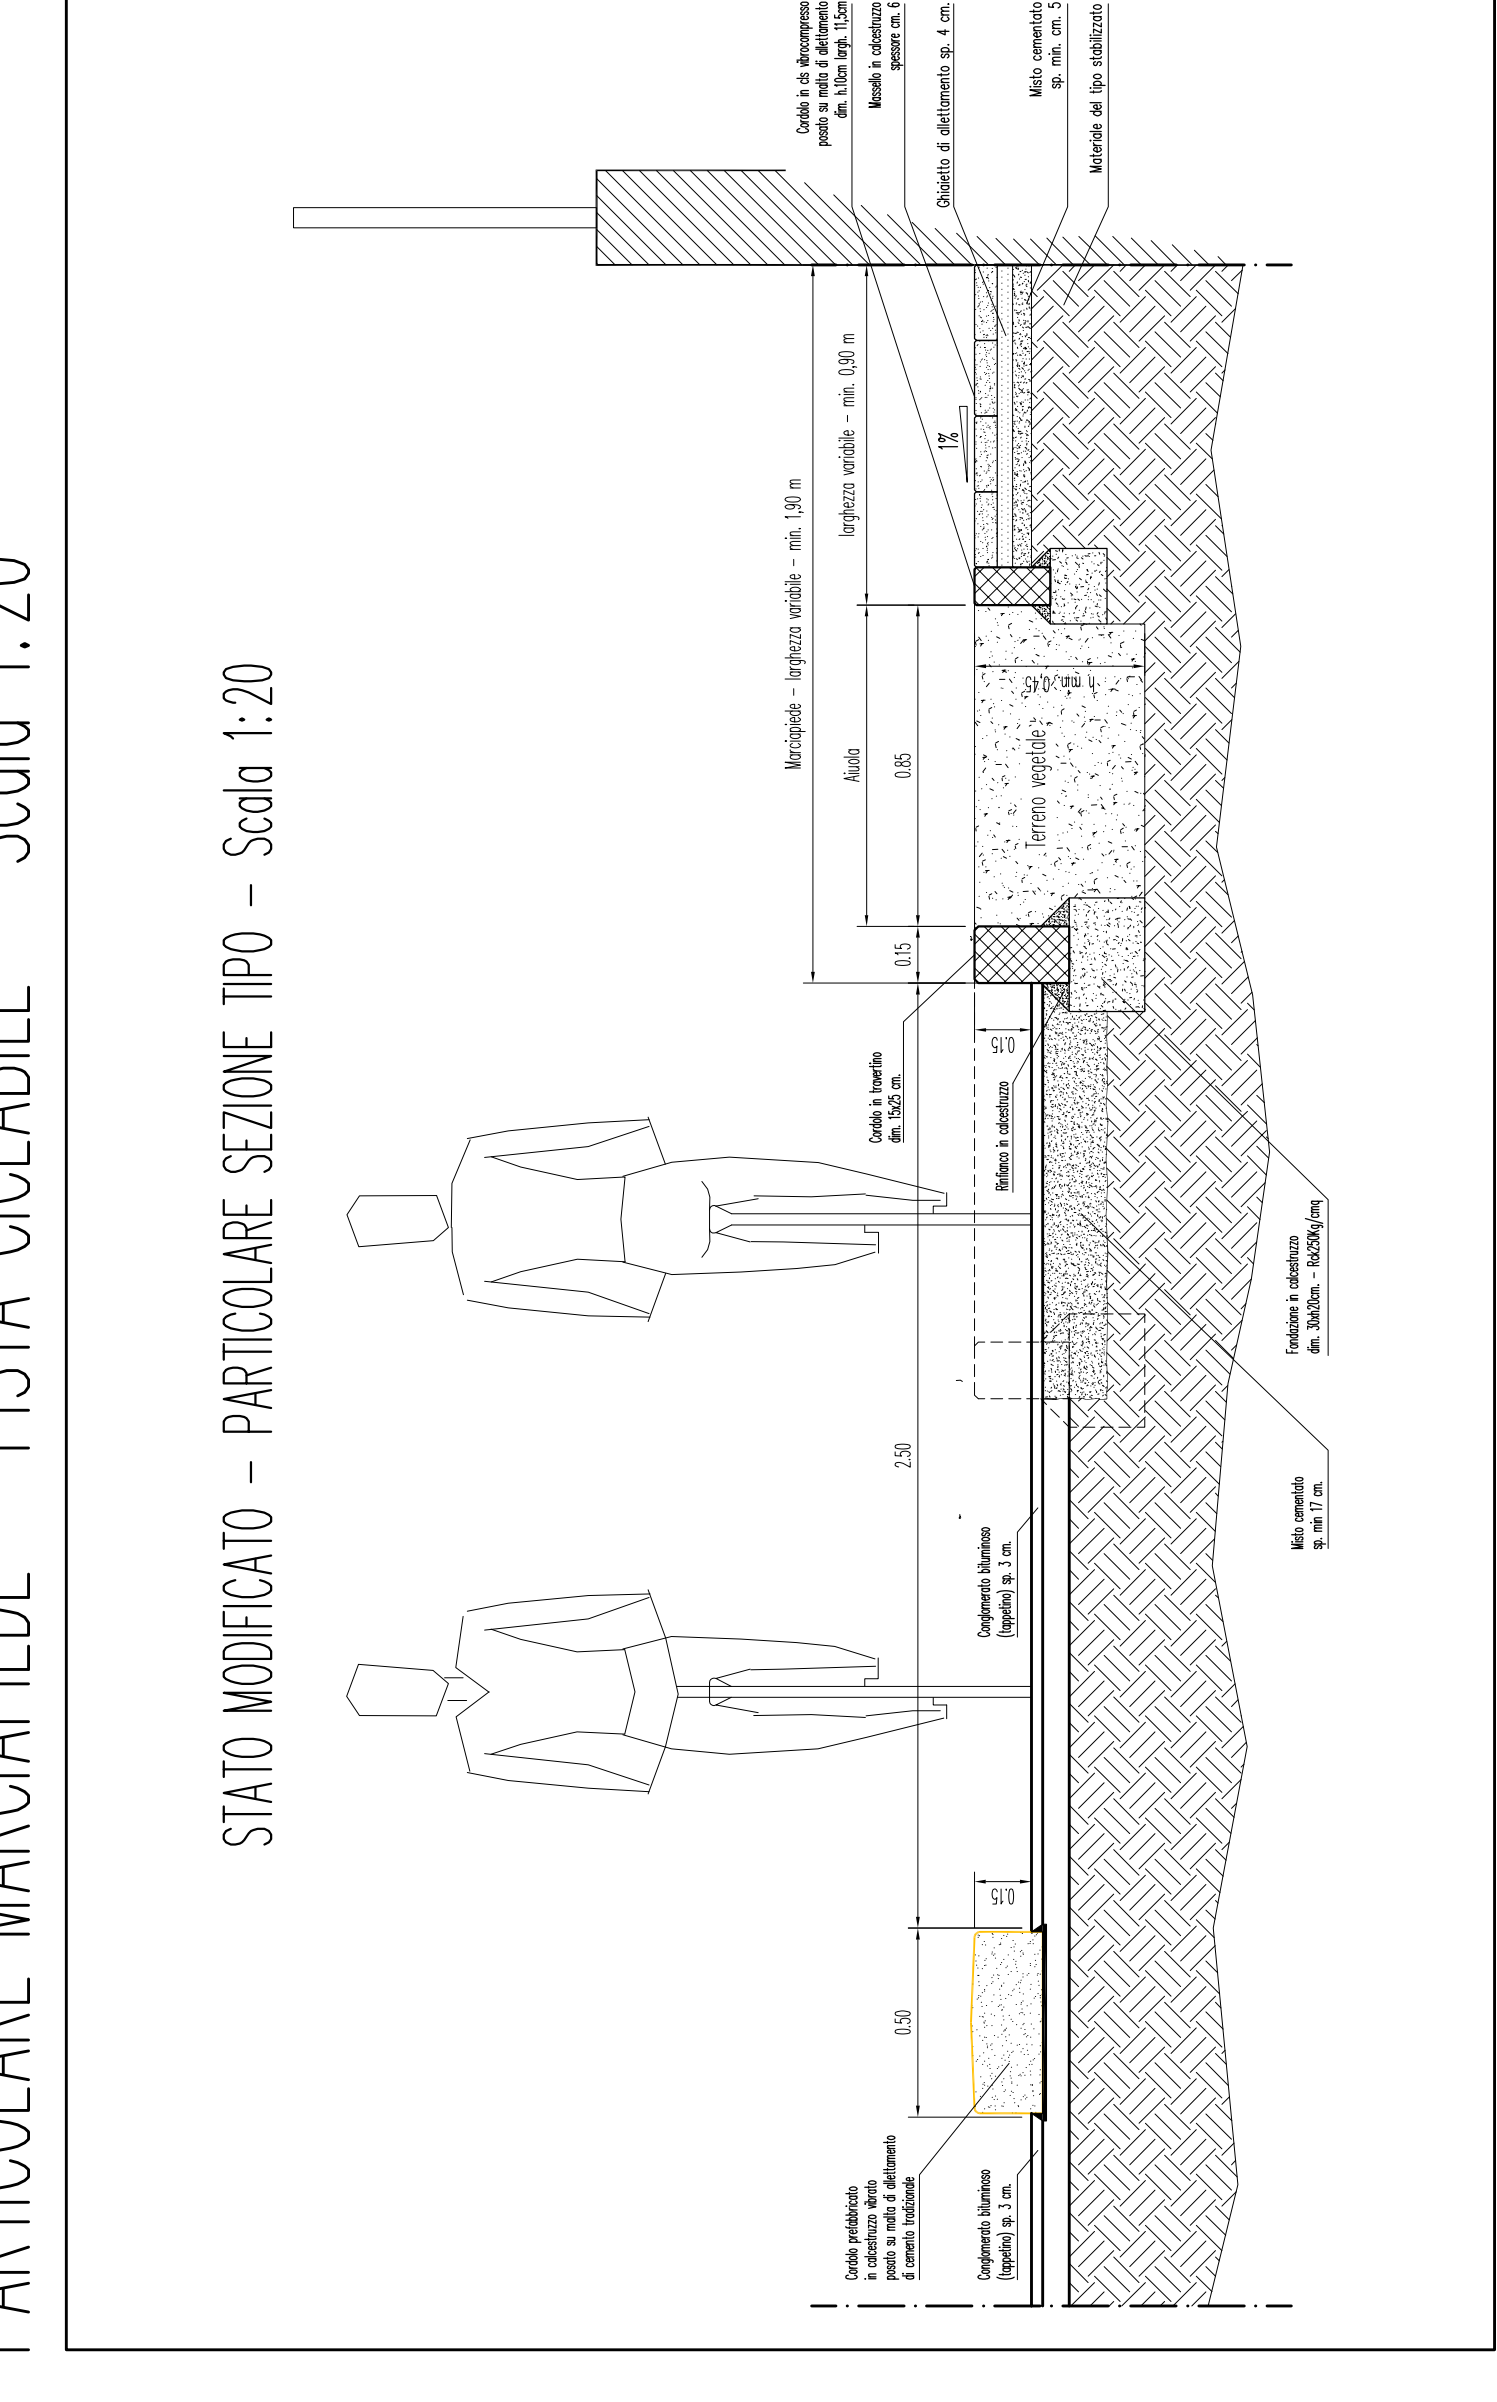 PARTICOLARE MARCIAPIEDE PISTA CICLABILE Scala 1:20
STATO MODIFICATO - PARTICOLARE SEZIONE TIPO - Scala 1:20
Marciapiede - larghezza variabile - min. 1,90 m
Aiuola
larghezza variabile - min. 0,90 m
0.50
2.50
0.15
0.85
0.15
0.15
1%
h min. 0,45
Terreno vegetale
Cordolo prefabbricato
in calcestruzzo vibrato
posato su malta di allettamento
di cemento tradizionale
Conglomerato bituminoso
(tappetino) sp. 3 cm.
Conglomerato bituminoso
(tappetino) sp. 3 cm.
Cordolo in travertino
dim. 15x25 cm.
Rinfianco in calcestruzzo
Misto cementato
sp. min 17 cm.
Fondazione in calcestruzzo
dim. 30xh20cm. - Rck250Kg/cmq
Cordolo in cls vibrocompresso
posato su malta di allettamento
dim. h.10cm largh. 11,5cm
Massello in calcestruzzo
spessore cm. 6
Ghiaietto di allettamento sp. 4 cm.
Misto cementato
sp. min. cm. 5
Materiale del tipo stabilizzato